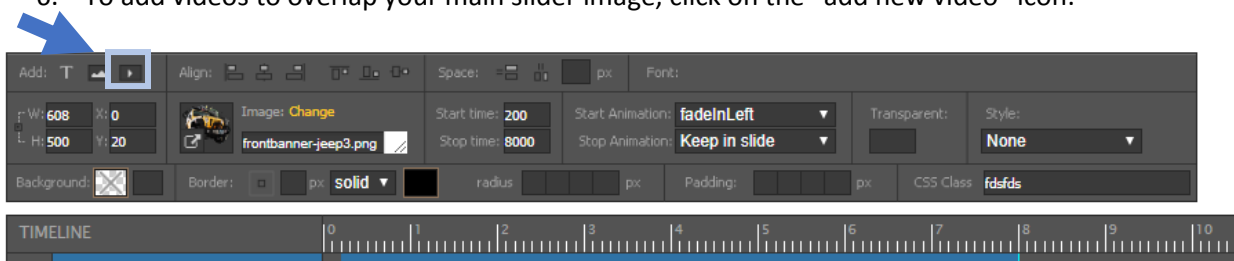 6. To add videos to overlap your main slider image, click on the "add new video" icon.
Add: T Align: Space: px Font:
W: 608 X: 0 Image: Change Start time: 200 Start Animation: fadeInLeft Transparent: Style:
H: 500 Y: 20 frontbanner-jeep3.png Stop time: 8000 Stop Animation: Keep in slide None
Background: Border: px solid radius px Padding: px CSS Class fdsfds
TIMELINE 0 1 2 3 4 5 6 7 8 9 10